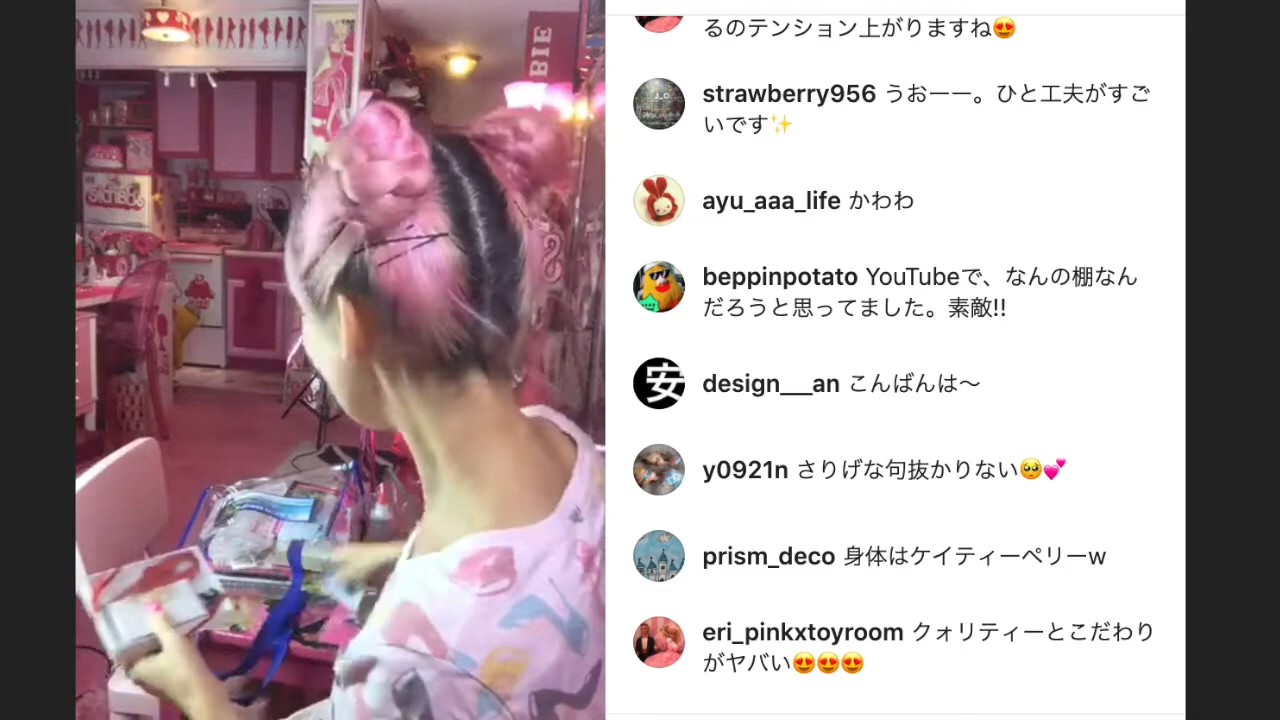 BIE
るのテンション上がりますね😍
strawberry956 うおーー。ひと工夫がすご
いです✨
ayu_aaa_life かわわ
beppinpotato YouTubeで、なんの棚なん
だろうと思ってました。素敵!!
安
design___an こんばんは〜
y0921n さりげな句抜かりない🥺💕
prism_deco 身体はケイティーペリーw
eri_pinkxtoyroom クォリティーとこだわり
がヤバい😍😍😍